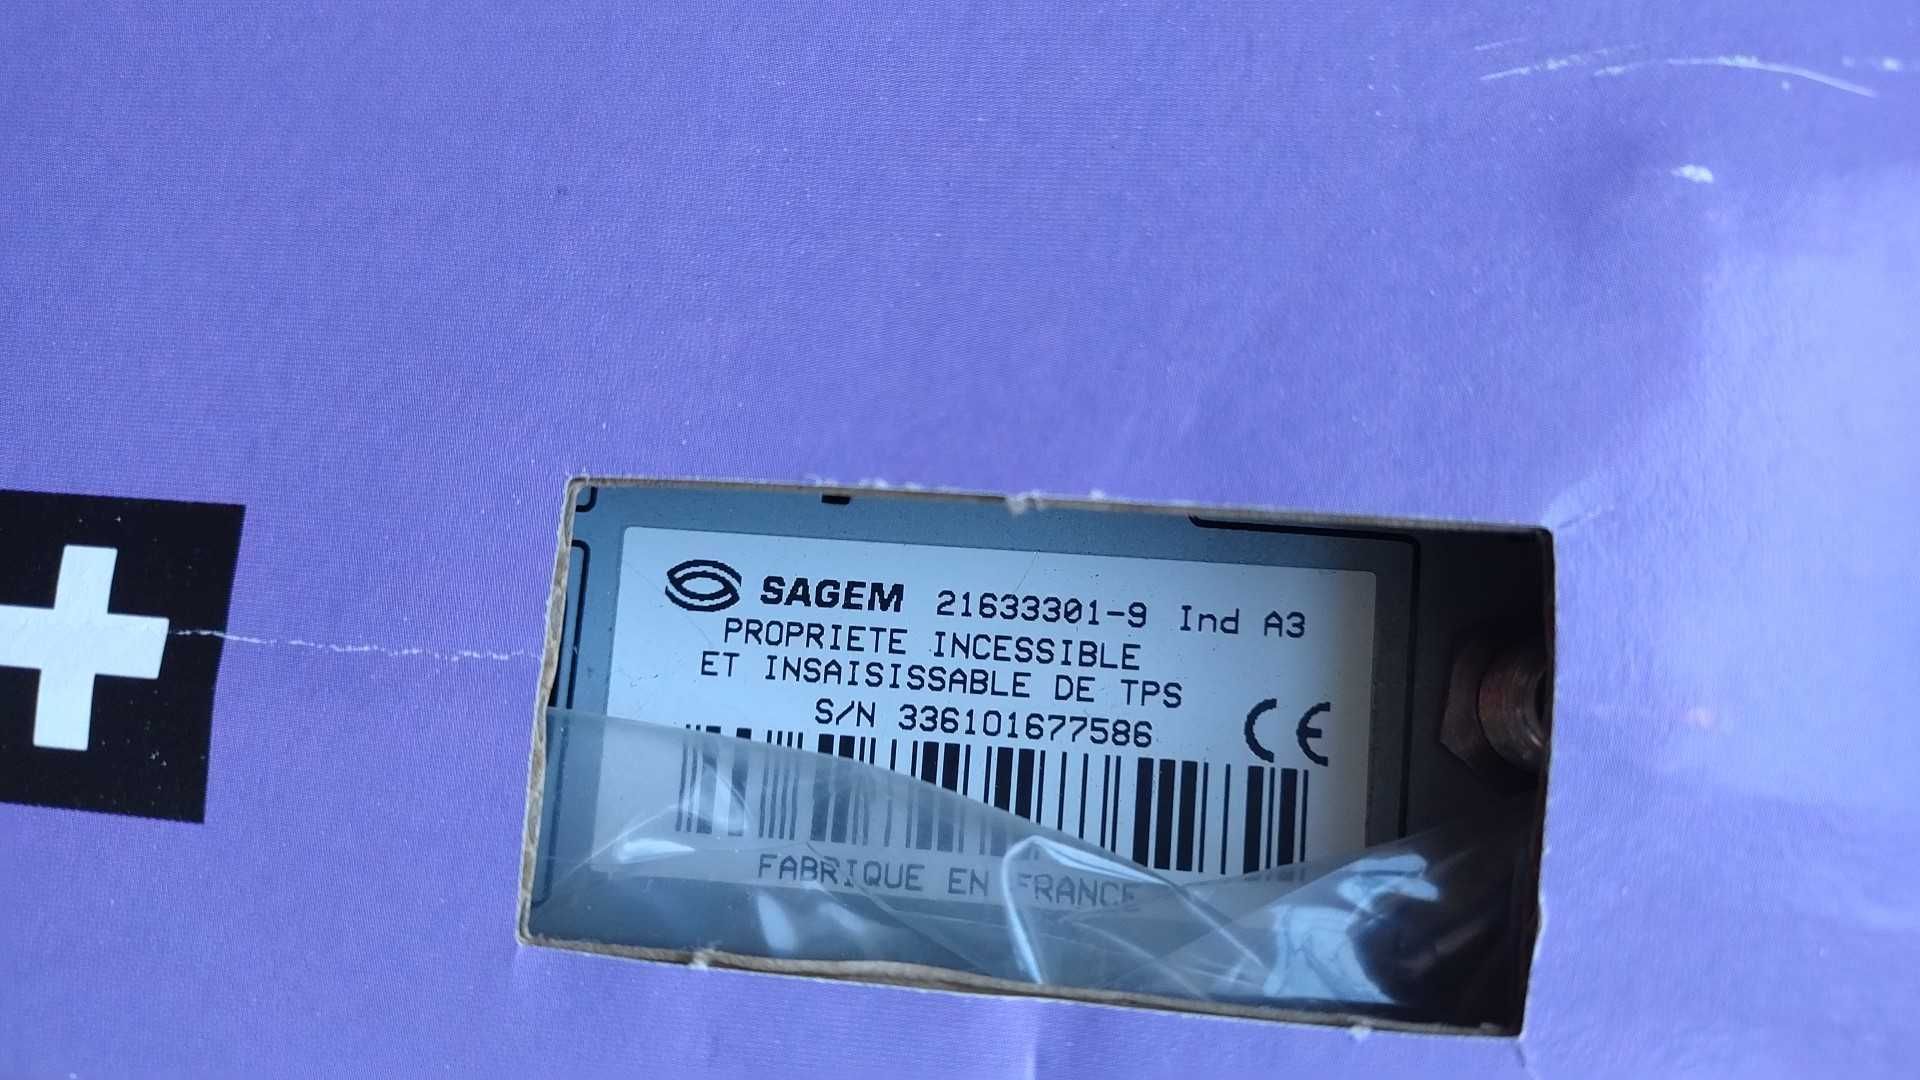 SAGEM 21633301-9 Ind A3
PROPRIETE INCESSIBLE
ET INSAISISSABLE DE TPS
S/N 336101677586
CE
FABRIQUE EN FRANCE